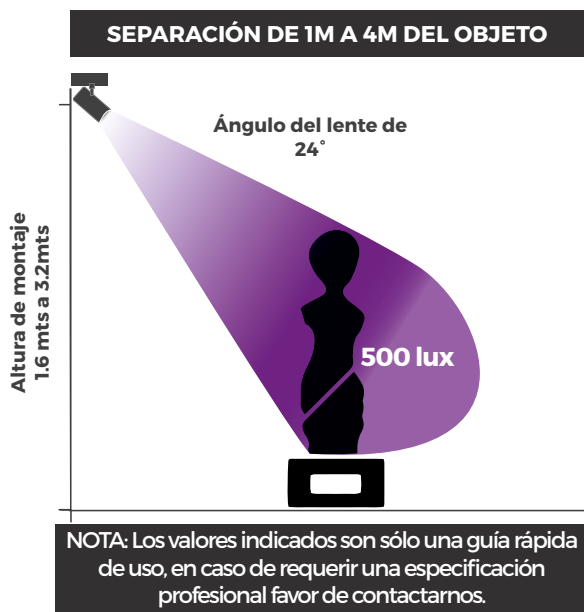 SEPARACIÓN DE 1M A 4M DEL OBJETO
Ángulo del lente de
24°
Altura de montaje
1.6 mts a 3.2mts
500 lux
NOTA: Los valores indicados son sólo una guía rápida
de uso, en caso de requerir una especificación
profesional favor de contactarnos.